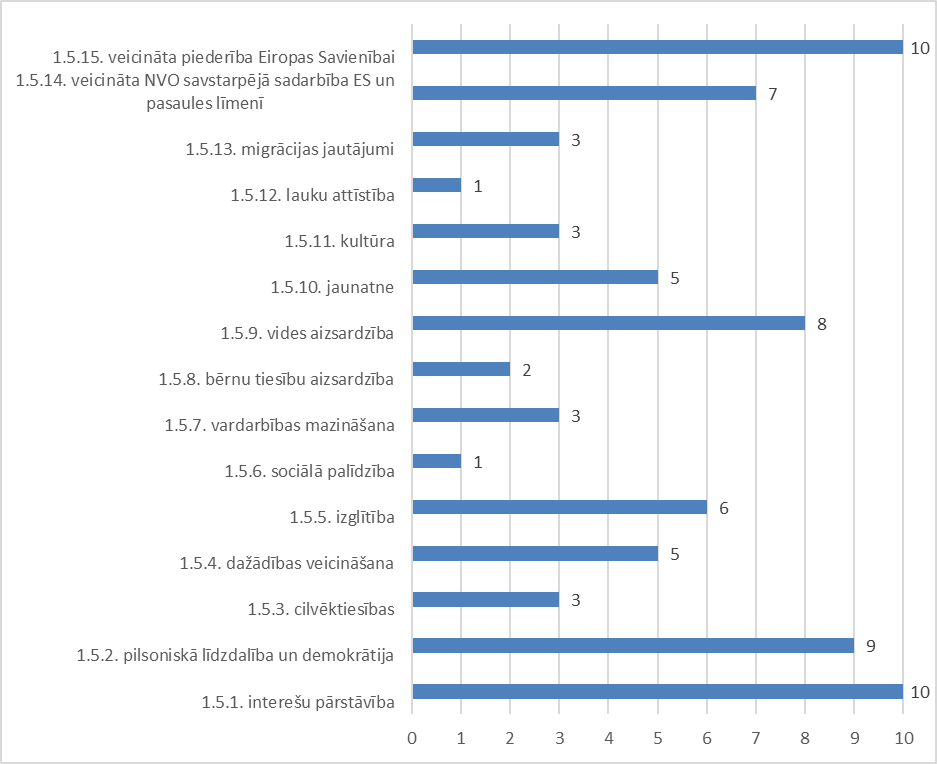 1.5.15. veicināta piederība Eiropas Savienībai
10
1.5.14. veicināta NVO savstarpējā sadarbība ES un
pasaules līmenī
7
1.5.13. migrācijas jautājumi
3
1.5.12. lauku attīstība
1
1.5.11. kultūra
3
1.5.10. jaunatne
5
1.5.9. vides aizsardzība
8
1.5.8. bērnu tiesību aizsardzība
2
1.5.7. vardarbības mazināšana
3
1.5.6. sociālā palīdzība
1
1.5.5. izglītība
6
1.5.4. dažādības veicināšana
5
1.5.3. cilvēktiesības
3
1.5.2. pilsoniskā līdzdalība un demokrātija
9
1.5.1. interešu pārstāvība
10
0 1 2 3 4 5 6 7 8 9 10